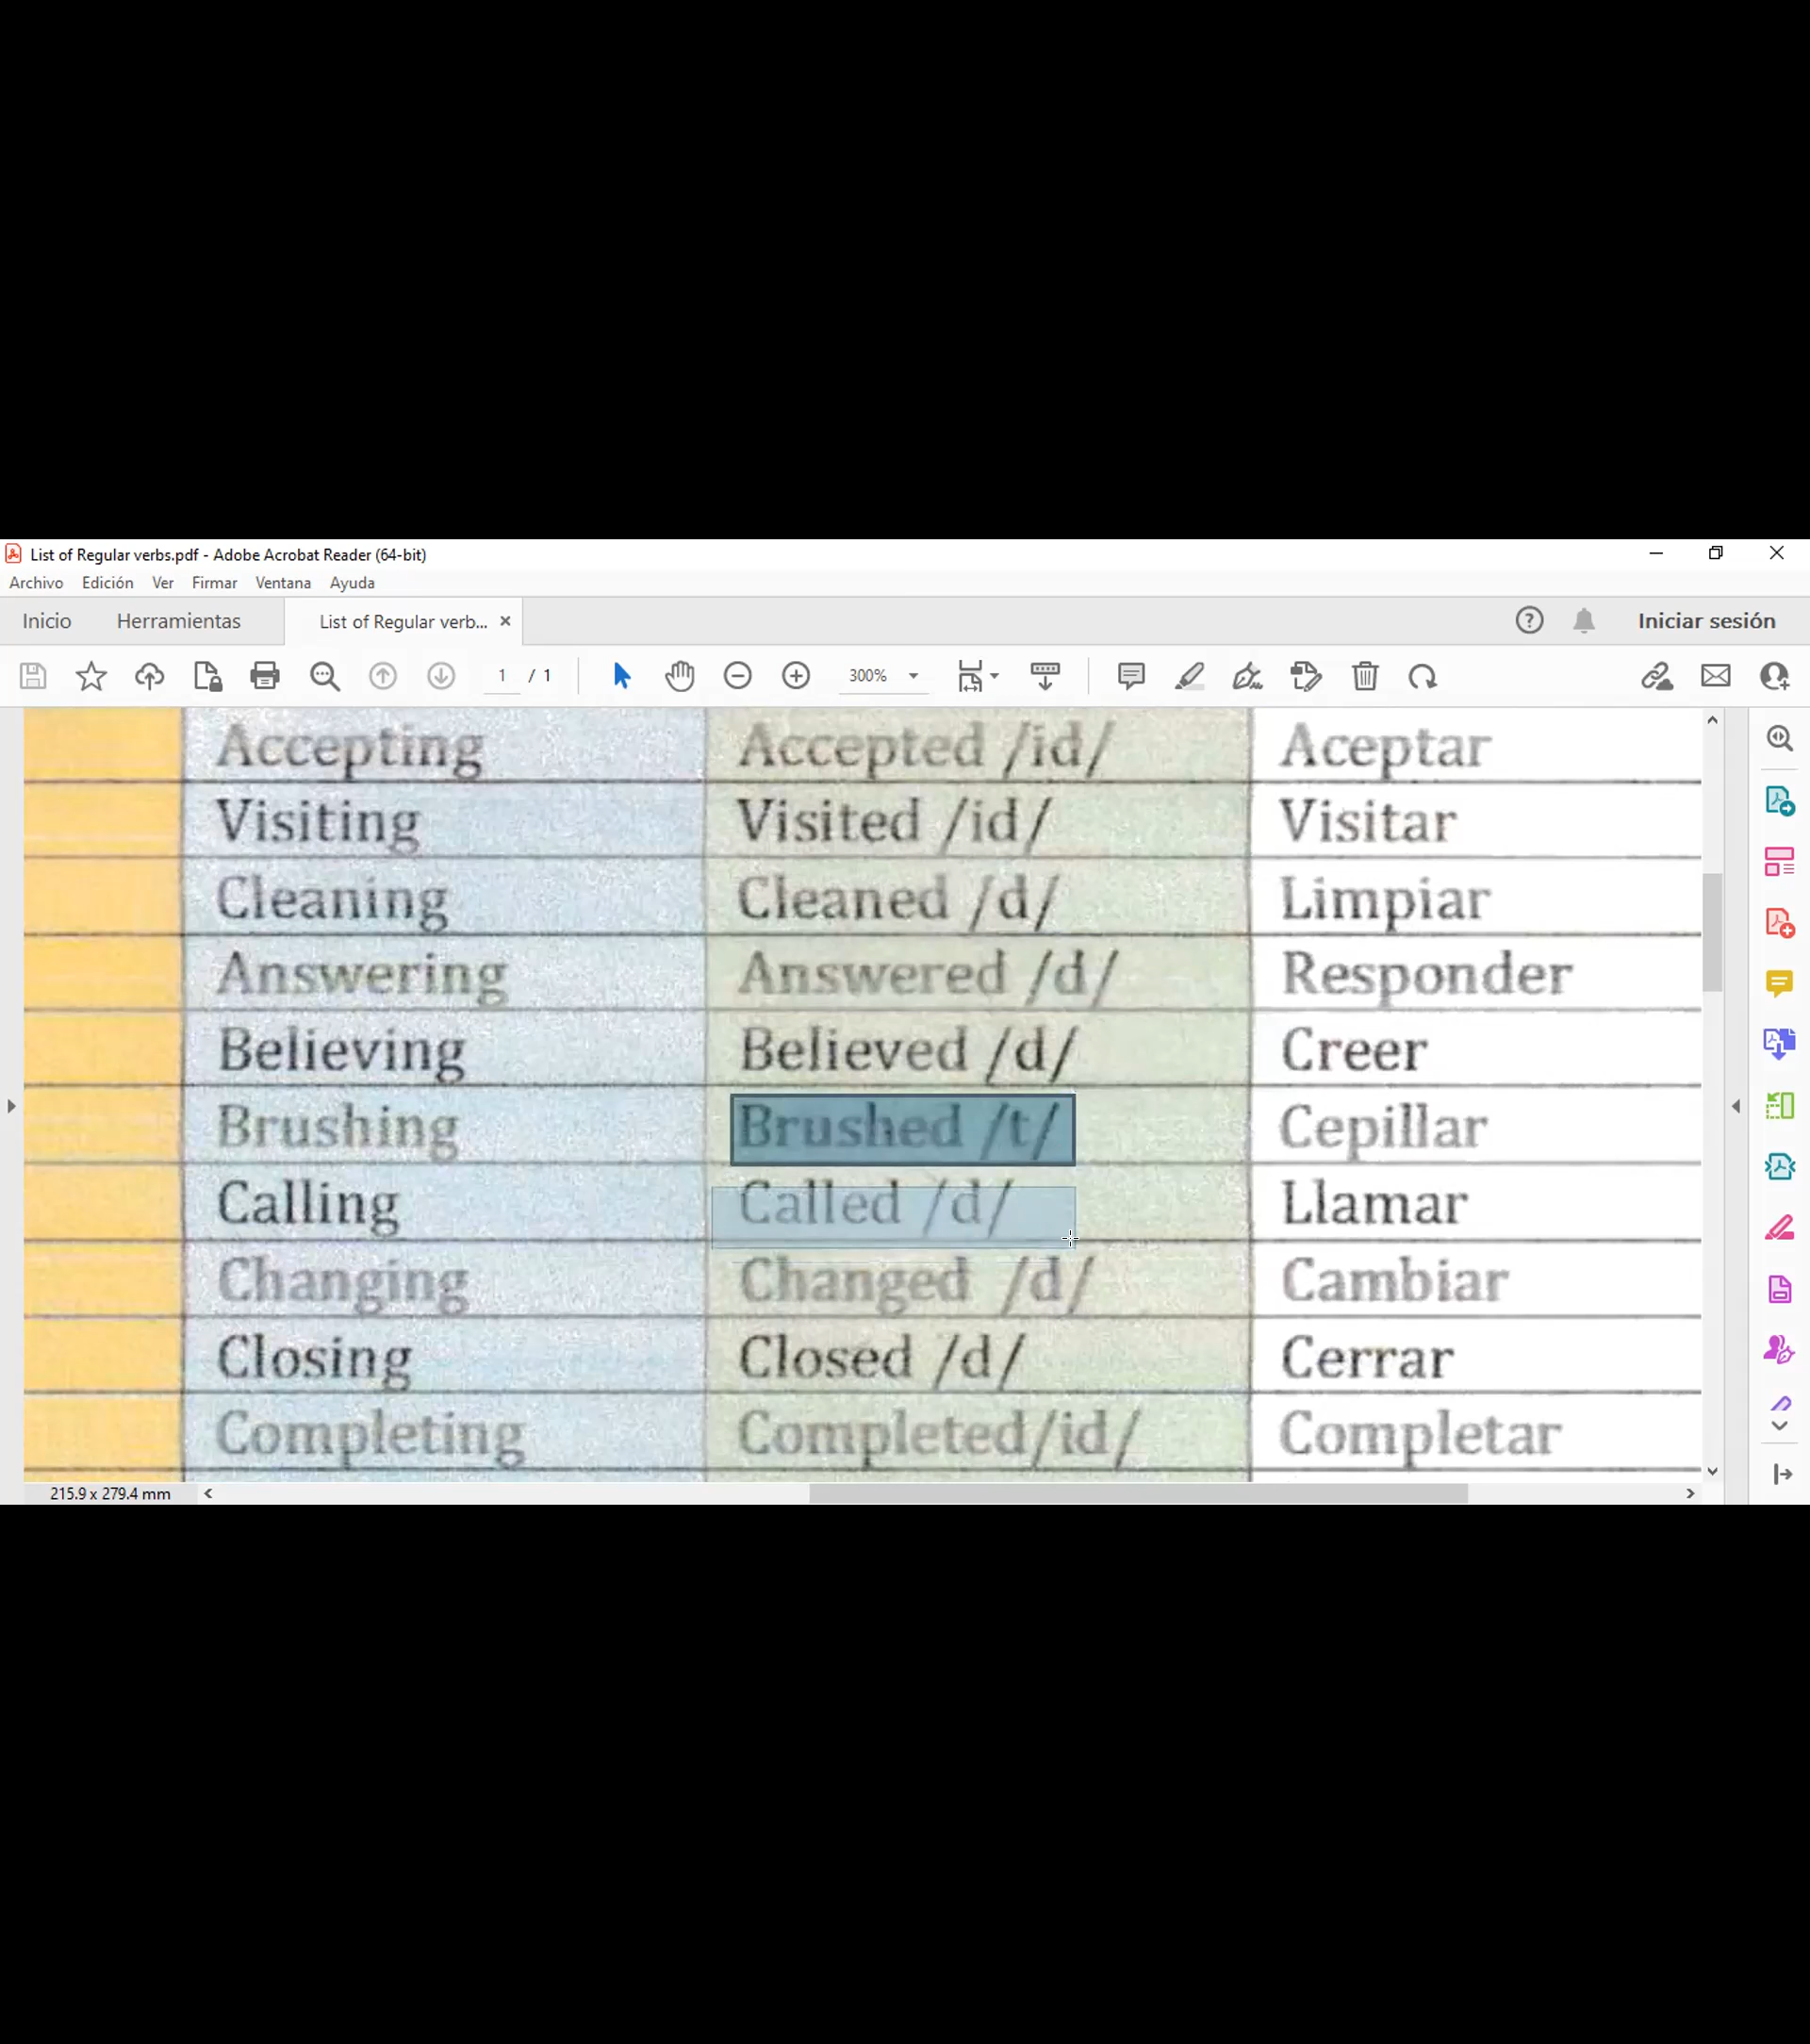 List of Regular verbs.pdf - Adobe Acrobat Reader (64-bit)
Archivo Edición Ver Firmar Ventana Ayuda
Inicio Herramientas List of Regular verb... Iniciar sesión
1 / 1 300%
Accepting Accepted /id/ Aceptar
Visiting Visited /id/ Visitar
Cleaning Cleaned /d/ Limpiar
Answering Answered /d/ Responder
Believing Believed /d/ Creer
Brushing Brushed /t/ Cepillar
Calling Called /d/ Llamar
Changing Changed /d/ Cambiar
Closing Closed /d/ Cerrar
Completing Completed/id/ Completar
215.9 x 279.4 mm